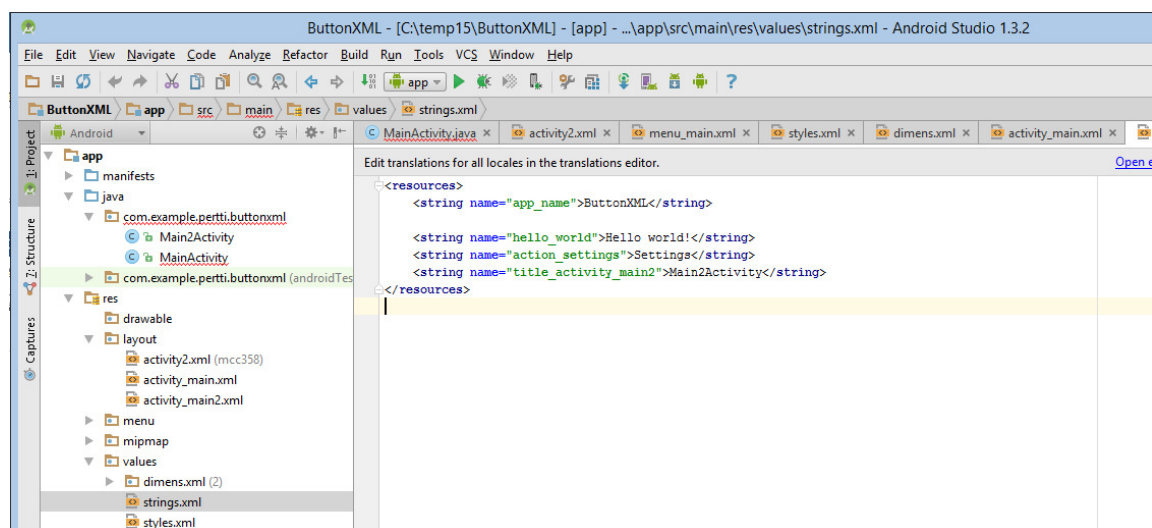 ButtonXML - [C:\temp15\ButtonXML] - [app] - ...\app\src\main\res\values\strings.xml - Android Studio 1.3.2
File Edit View Navigate Code Analyze Refactor Build Run Tools VCS Window Help
app
ButtonXML app src main res values strings.xml
1: Project
7: Structure
Captures
Android
MainActivity.java activity2.xml menu_main.xml styles.xml dimens.xml activity_main.xml
app
manifests
java
com.example.pertti.buttonxml
Main2Activity
MainActivity
com.example.pertti.buttonxml (androidTes
res
drawable
layout
activity2.xml (mcc358)
activity_main.xml
activity_main2.xml
menu
mipmap
values
dimens.xml (2)
strings.xml
styles.xml
Edit translations for all locales in the translations editor. Open e
<resources>
<string name="app_name">ButtonXML</string>
<string name="hello_world">Hello world!</string>
<string name="action_settings">Settings</string>
<string name="title_activity_main2">Main2Activity</string>
</resources>